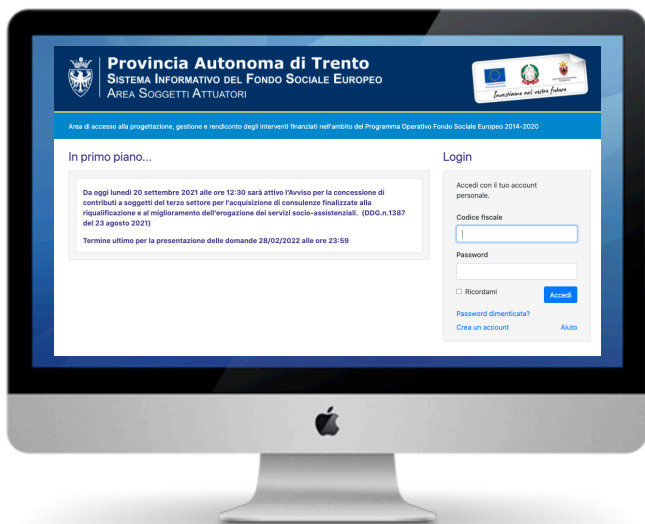 Provincia Autonoma di Trento
Sistema Informativo del Fondo Sociale Europeo
Area Soggetti Attuatori
Investiamo nel vostro futuro
Area di accesso alla progettazione, gestione e rendiconto degli interventi finanziati nell'ambito del Programma Operativo Fondo Sociale Europeo 2014-2020
In primo piano...
Da oggi lunedì 20 settembre 2021 alle ore 12:30 sarà attivo l'Avviso per la concessione di
contributi a soggetti del terzo settore per l'acquisizione di consulenze finalizzate alla
riqualificazione e al miglioramento dell'erogazione dei servizi socio-assistenziali. (DDG.n.1387
del 23 agosto 2021)
Termine ultimo per la presentazione delle domande 28/02/2022 alle ore 23:59
Login
Accedi con il tuo account
personale.
Codice fiscale
Password
Ricordami
Accedi
Password dimenticata?
Crea un account
Aiuto